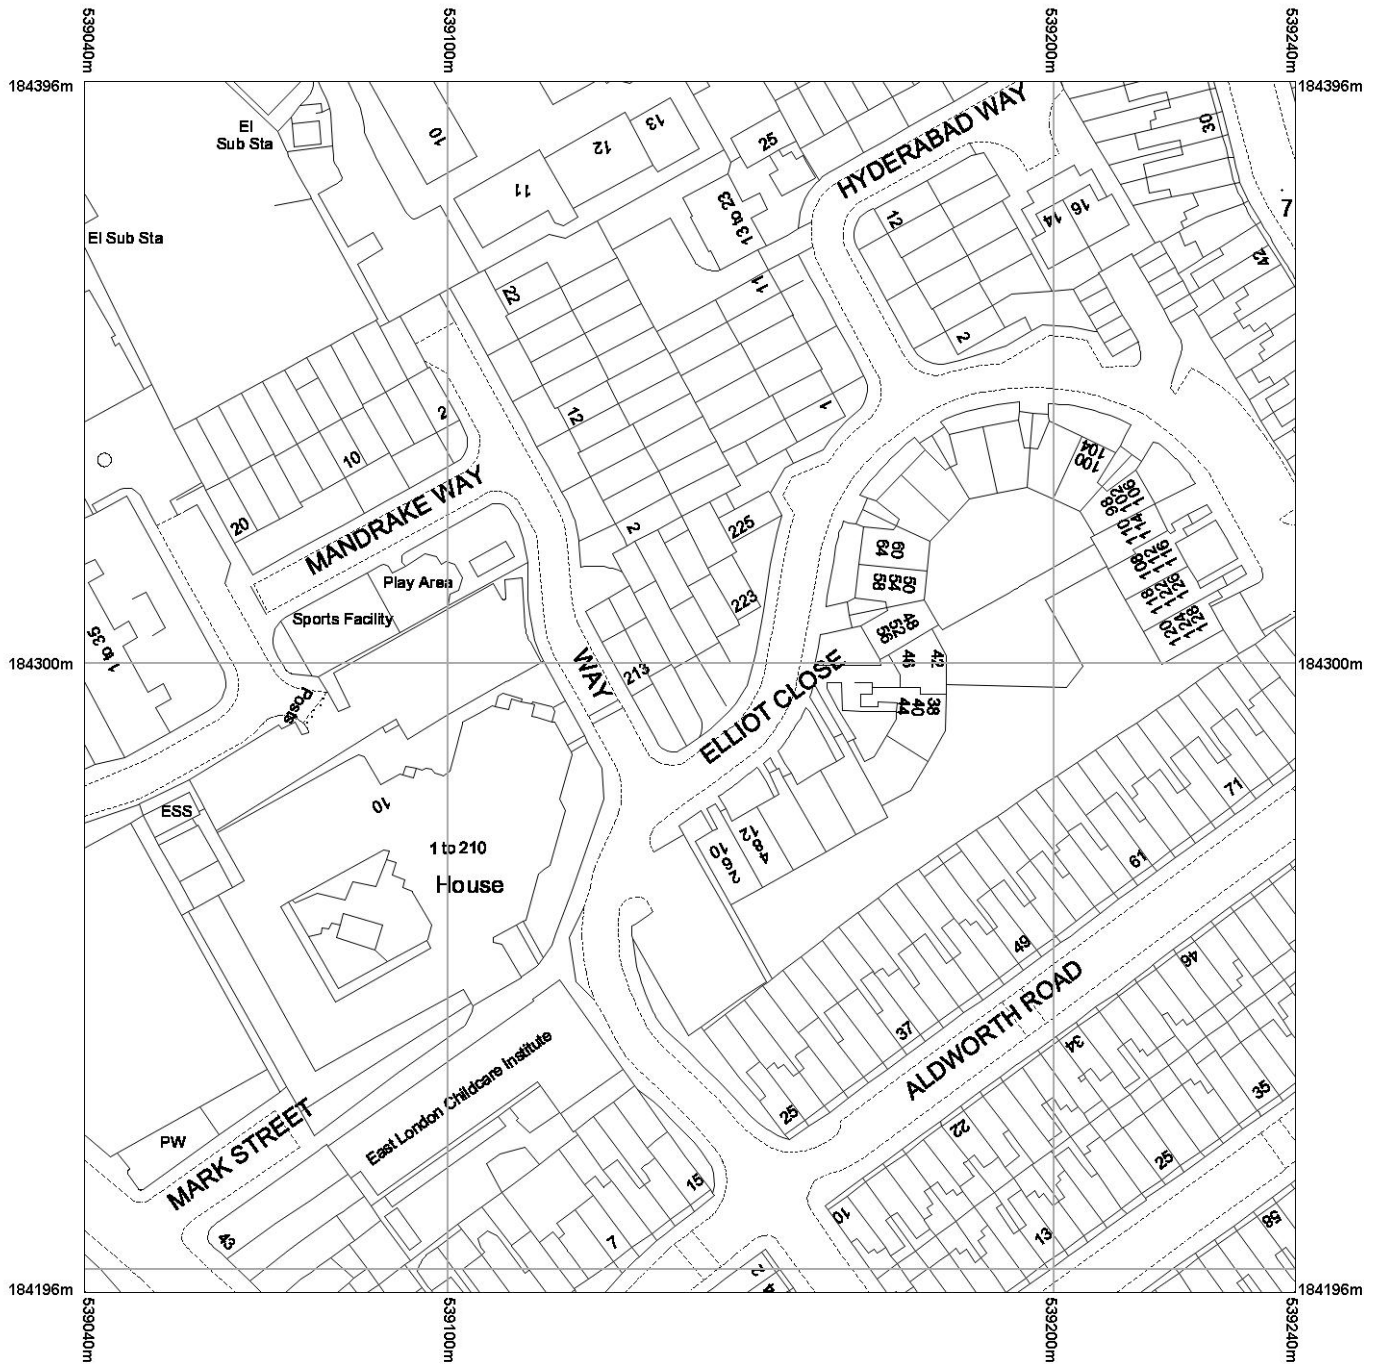 539040m
539100m
539200m
539240m
184396m
184396m
El
Sub Sta
10
11
12
13
25
HYDERABAD WAY
30
7
El Sub Sta
13 to 23
12
14
16
42
22
11
2
2
12
1
10
104
100
20
MANDRAKE WAY
2
225
106
102
98
114
110
116
112
108
126
122
118
128
124
120
64
60
58
54
50
Play Area
223
Sports Facility
1 to 35
48
52
56
184300m
WAY
213
46
42
184300m
Posts
ELLIOT CLOSE
44
40
38
ESS
10
71
1 to 210
House
12
8
4
10
6
2
61
49
46
37
ALDWORTH ROAD
34
25
East London Childcare Institute
35
PW
MARK STREET
22
25
15
10
43
7
13
58
2
4
184196m
184196m
539040m
539100m
539200m
539240m